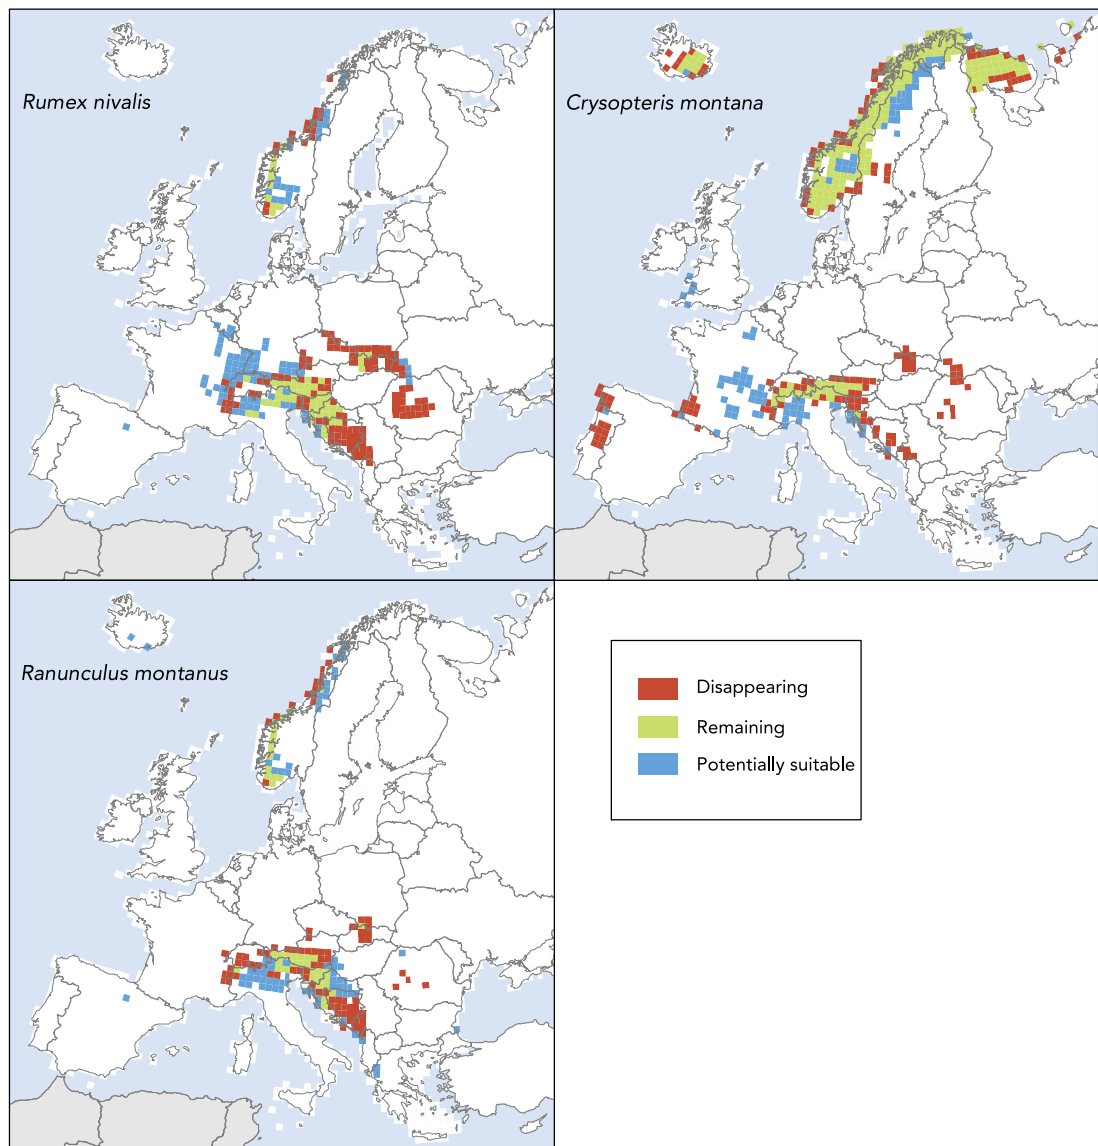 Rumex nivalis
Crysopteris montana
Ranunculus montanus
Disappearing
Remaining
Potentially suitable